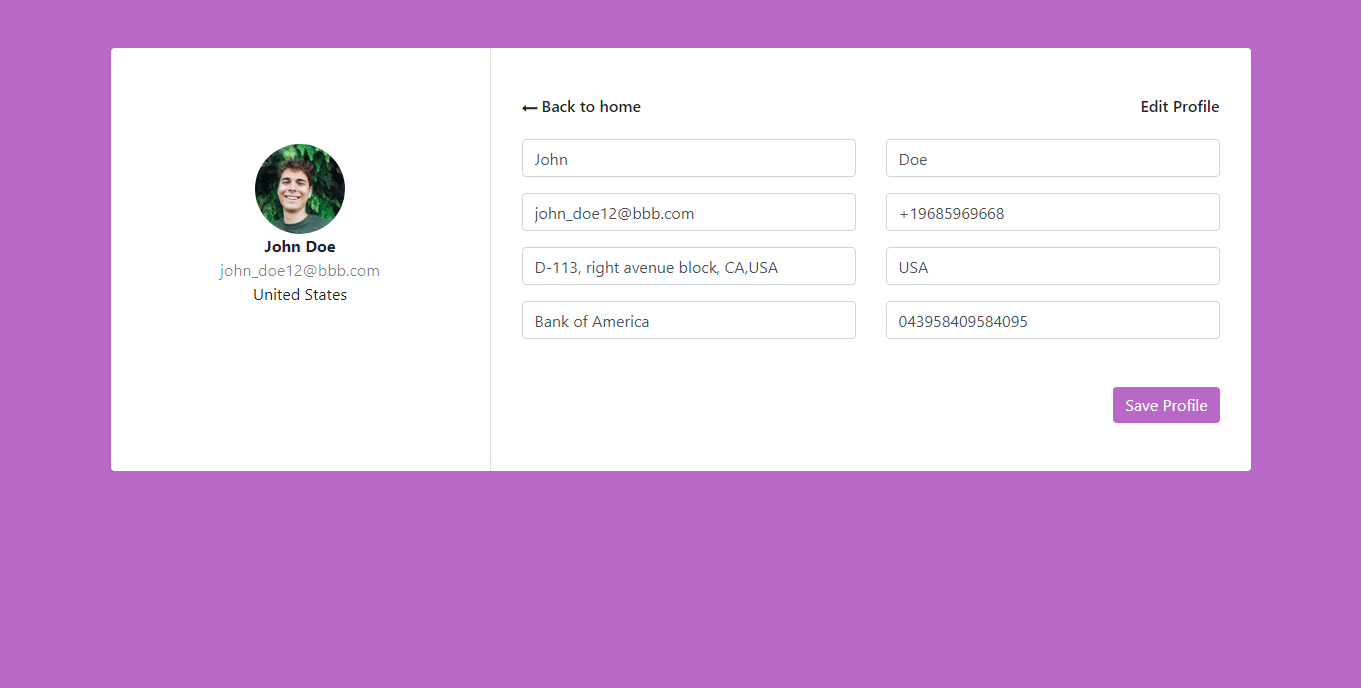 John Doe
john_doe12@bbb.com
United States
Back to home
Edit Profile
John
Doe
john_doe12@bbb.com
+19685969668
D-113, right avenue block, CA,USA
USA
Bank of America
043958409584095
Save Profile